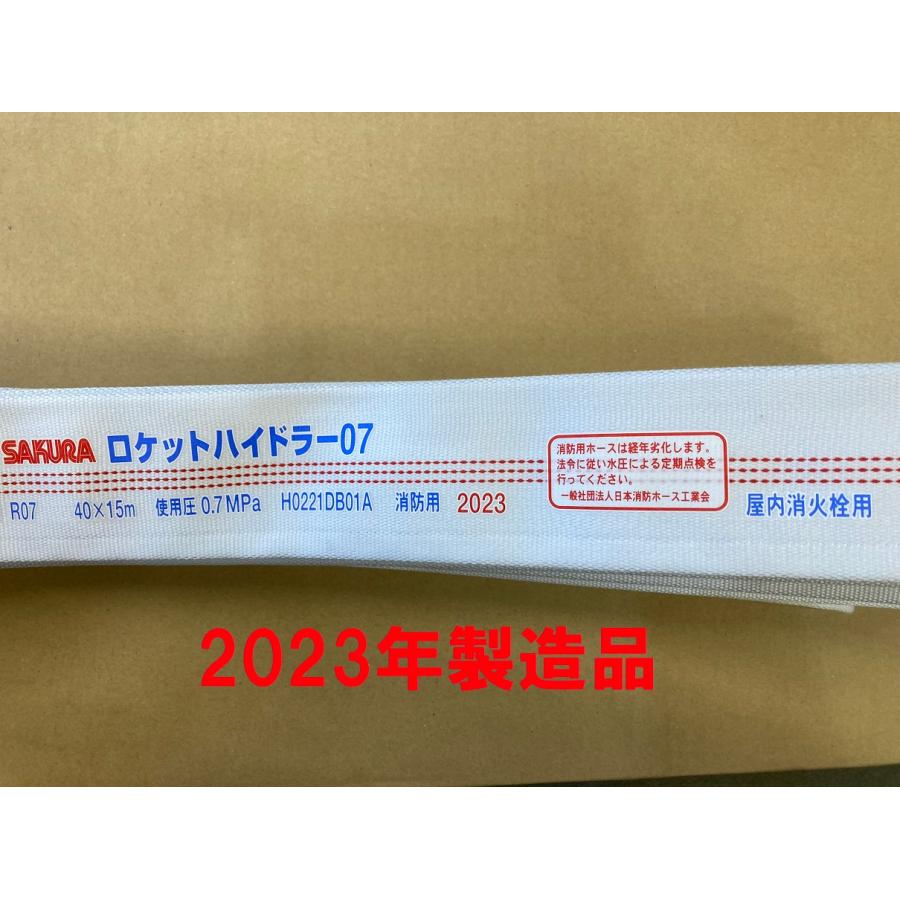 SAKURA ロケットハイドラー07
R07 40×15m 使用圧 0.7MPa H0221DB01A 消防用 2023
消防用ホースは経年劣化します。
法令に従い水圧による定期点検を
行ってください。
一般社団法人日本消防ホース工業会
屋内消火栓用
2023年製造品